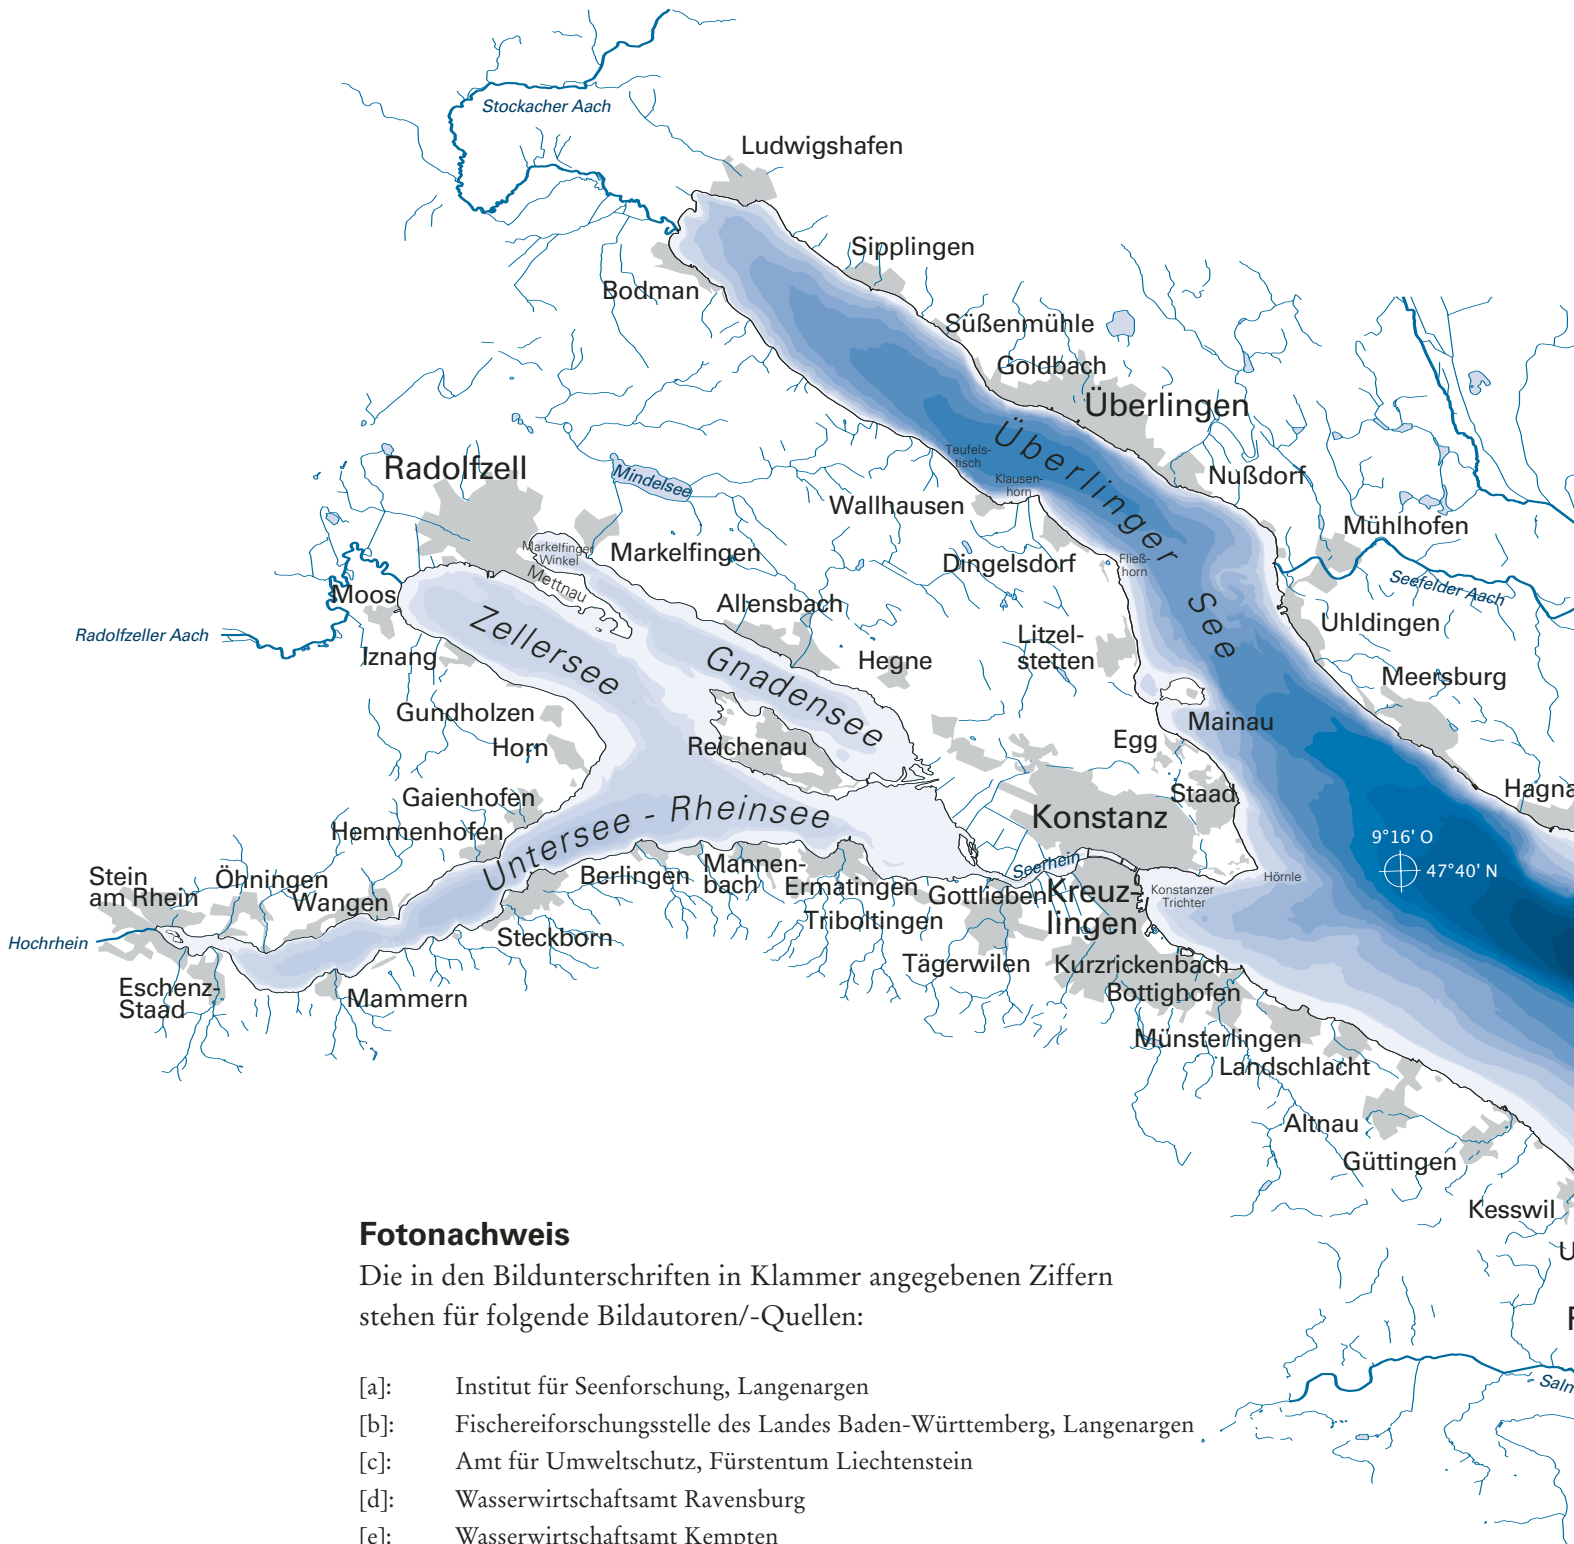 Stockacher Aach
Ludwigshafen
Sipplingen
Bodman
Süßenmühle
Goldbach
Überlingen
Überlinger See
Teufels-
tisch
Klausen-
horn
Radolfzell
Mindelsee
Nußdorf
Wallhausen
Mühlhofen
Markelfinger
Winkel
Markelfingen
Dingelsdorf
Fließ-
horn
Mettnau
Moos
Seefelder Aach
Allensbach
Radolfzeller Aach
Zellersee
Uhldingen
Litzel-
stetten
Iznang
Gnadensee
Hegne
Meersburg
Gundholzen
Mainau
Horn
Reichenau
Egg
Gaienhofen
Staad
Hagna
Untersee - Rheinsee
Konstanz
Hemmenhofen
9°16' O
47°40' N
Seerhein
Stein
am Rhein
Öhningen
Wangen
Berlingen
Mannen-
bach
Ermatingen
Gottlieben
Kreuz-
lingen
Konstanzer
Trichter
Hörnle
Triboltingen
Hochrhein
Steckborn
Tägerwilen
Kurzrickenbach
Eschenz-
Staad
Mammern
Bottighofen
Münsterlingen
Landschlacht
Altnau
Güttingen
Kesswil
U
F
Saln
Fotonachweis
Die in den Bildunterschriften in Klammer angegebenen Ziffern
stehen für folgende Bildautoren/-Quellen:
[a]: Institut für Seenforschung, Langenargen
[b]: Fischereiforschungsstelle des Landes Baden-Württemberg, Langenargen
[c]: Amt für Umweltschutz, Fürstentum Liechtenstein
[d]: Wasserwirtschaftsamt Ravensburg
[e]: Wasserwirtschaftsamt Kempten